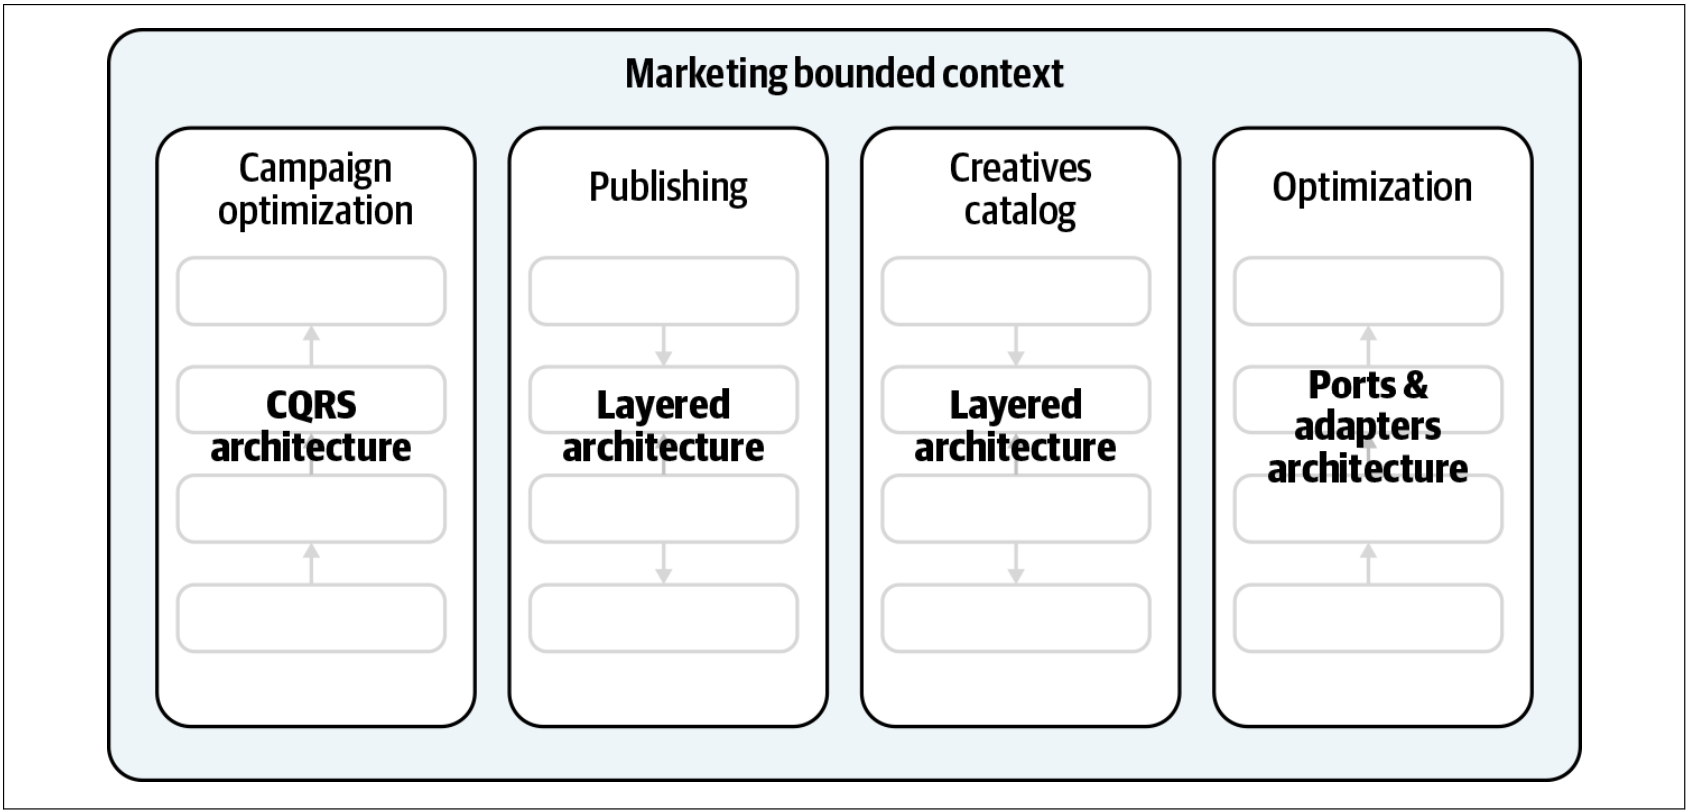 Marketing bounded context
Campaign
optimization
CQRS
architecture
Publishing
Layered
architecture
Creatives
catalog
Layered
architecture
Optimization
Ports &
adapters
architecture